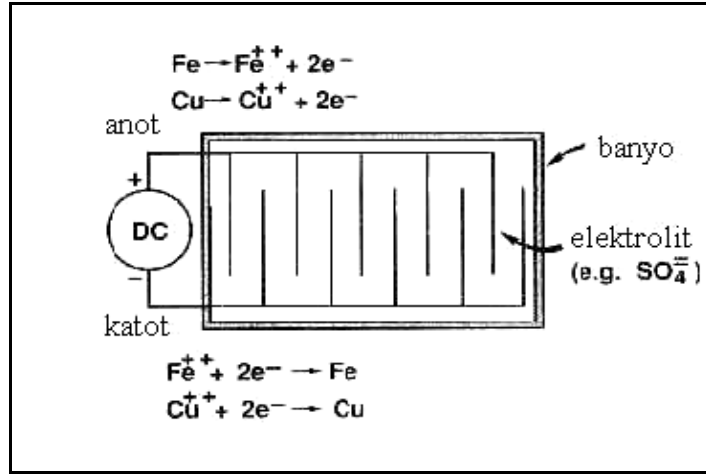 Fe → Fe⁺⁺ + 2e⁻
Cu → Cu⁺⁺ + 2e⁻
anot
banyo
+
DC
elektrolit
(e.g. SO₄⁼)
−
katot
Fe⁺⁺ + 2e⁻ → Fe
Cu⁺⁺ + 2e⁻ → Cu